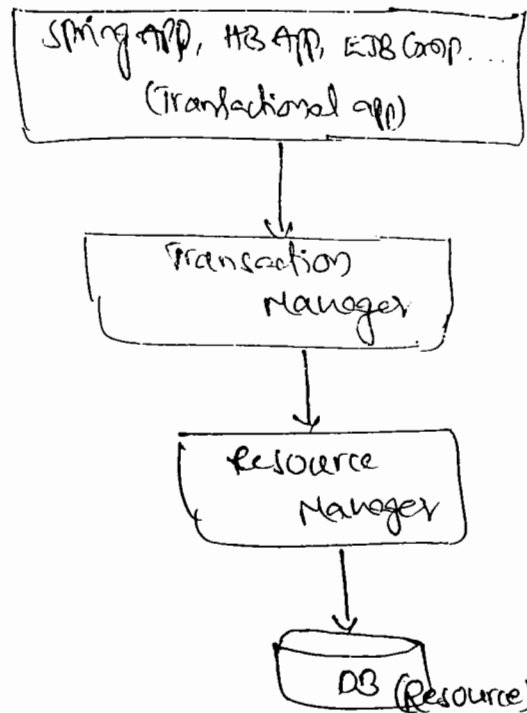 Spring APP, HB App, EJB Comp....
(Transactional app)
Transaction
Manager
Resource
Manager
DB (Resource)